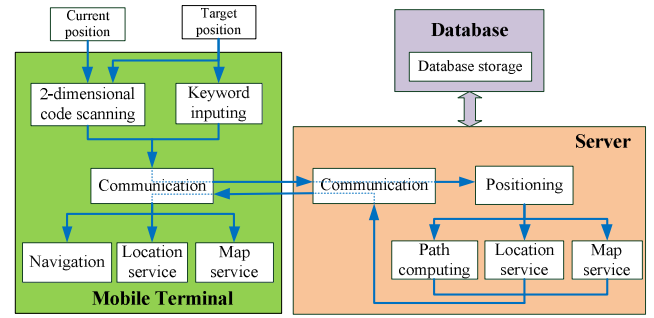 Current
position
Target
position
2-dimensional
code scanning
Keyword
inputing
Communication
Navigation
Location
service
Map
service
Mobile Terminal
Database
Database storage
Server
Communication
Positioning
Path
computing
Location
service
Map
service